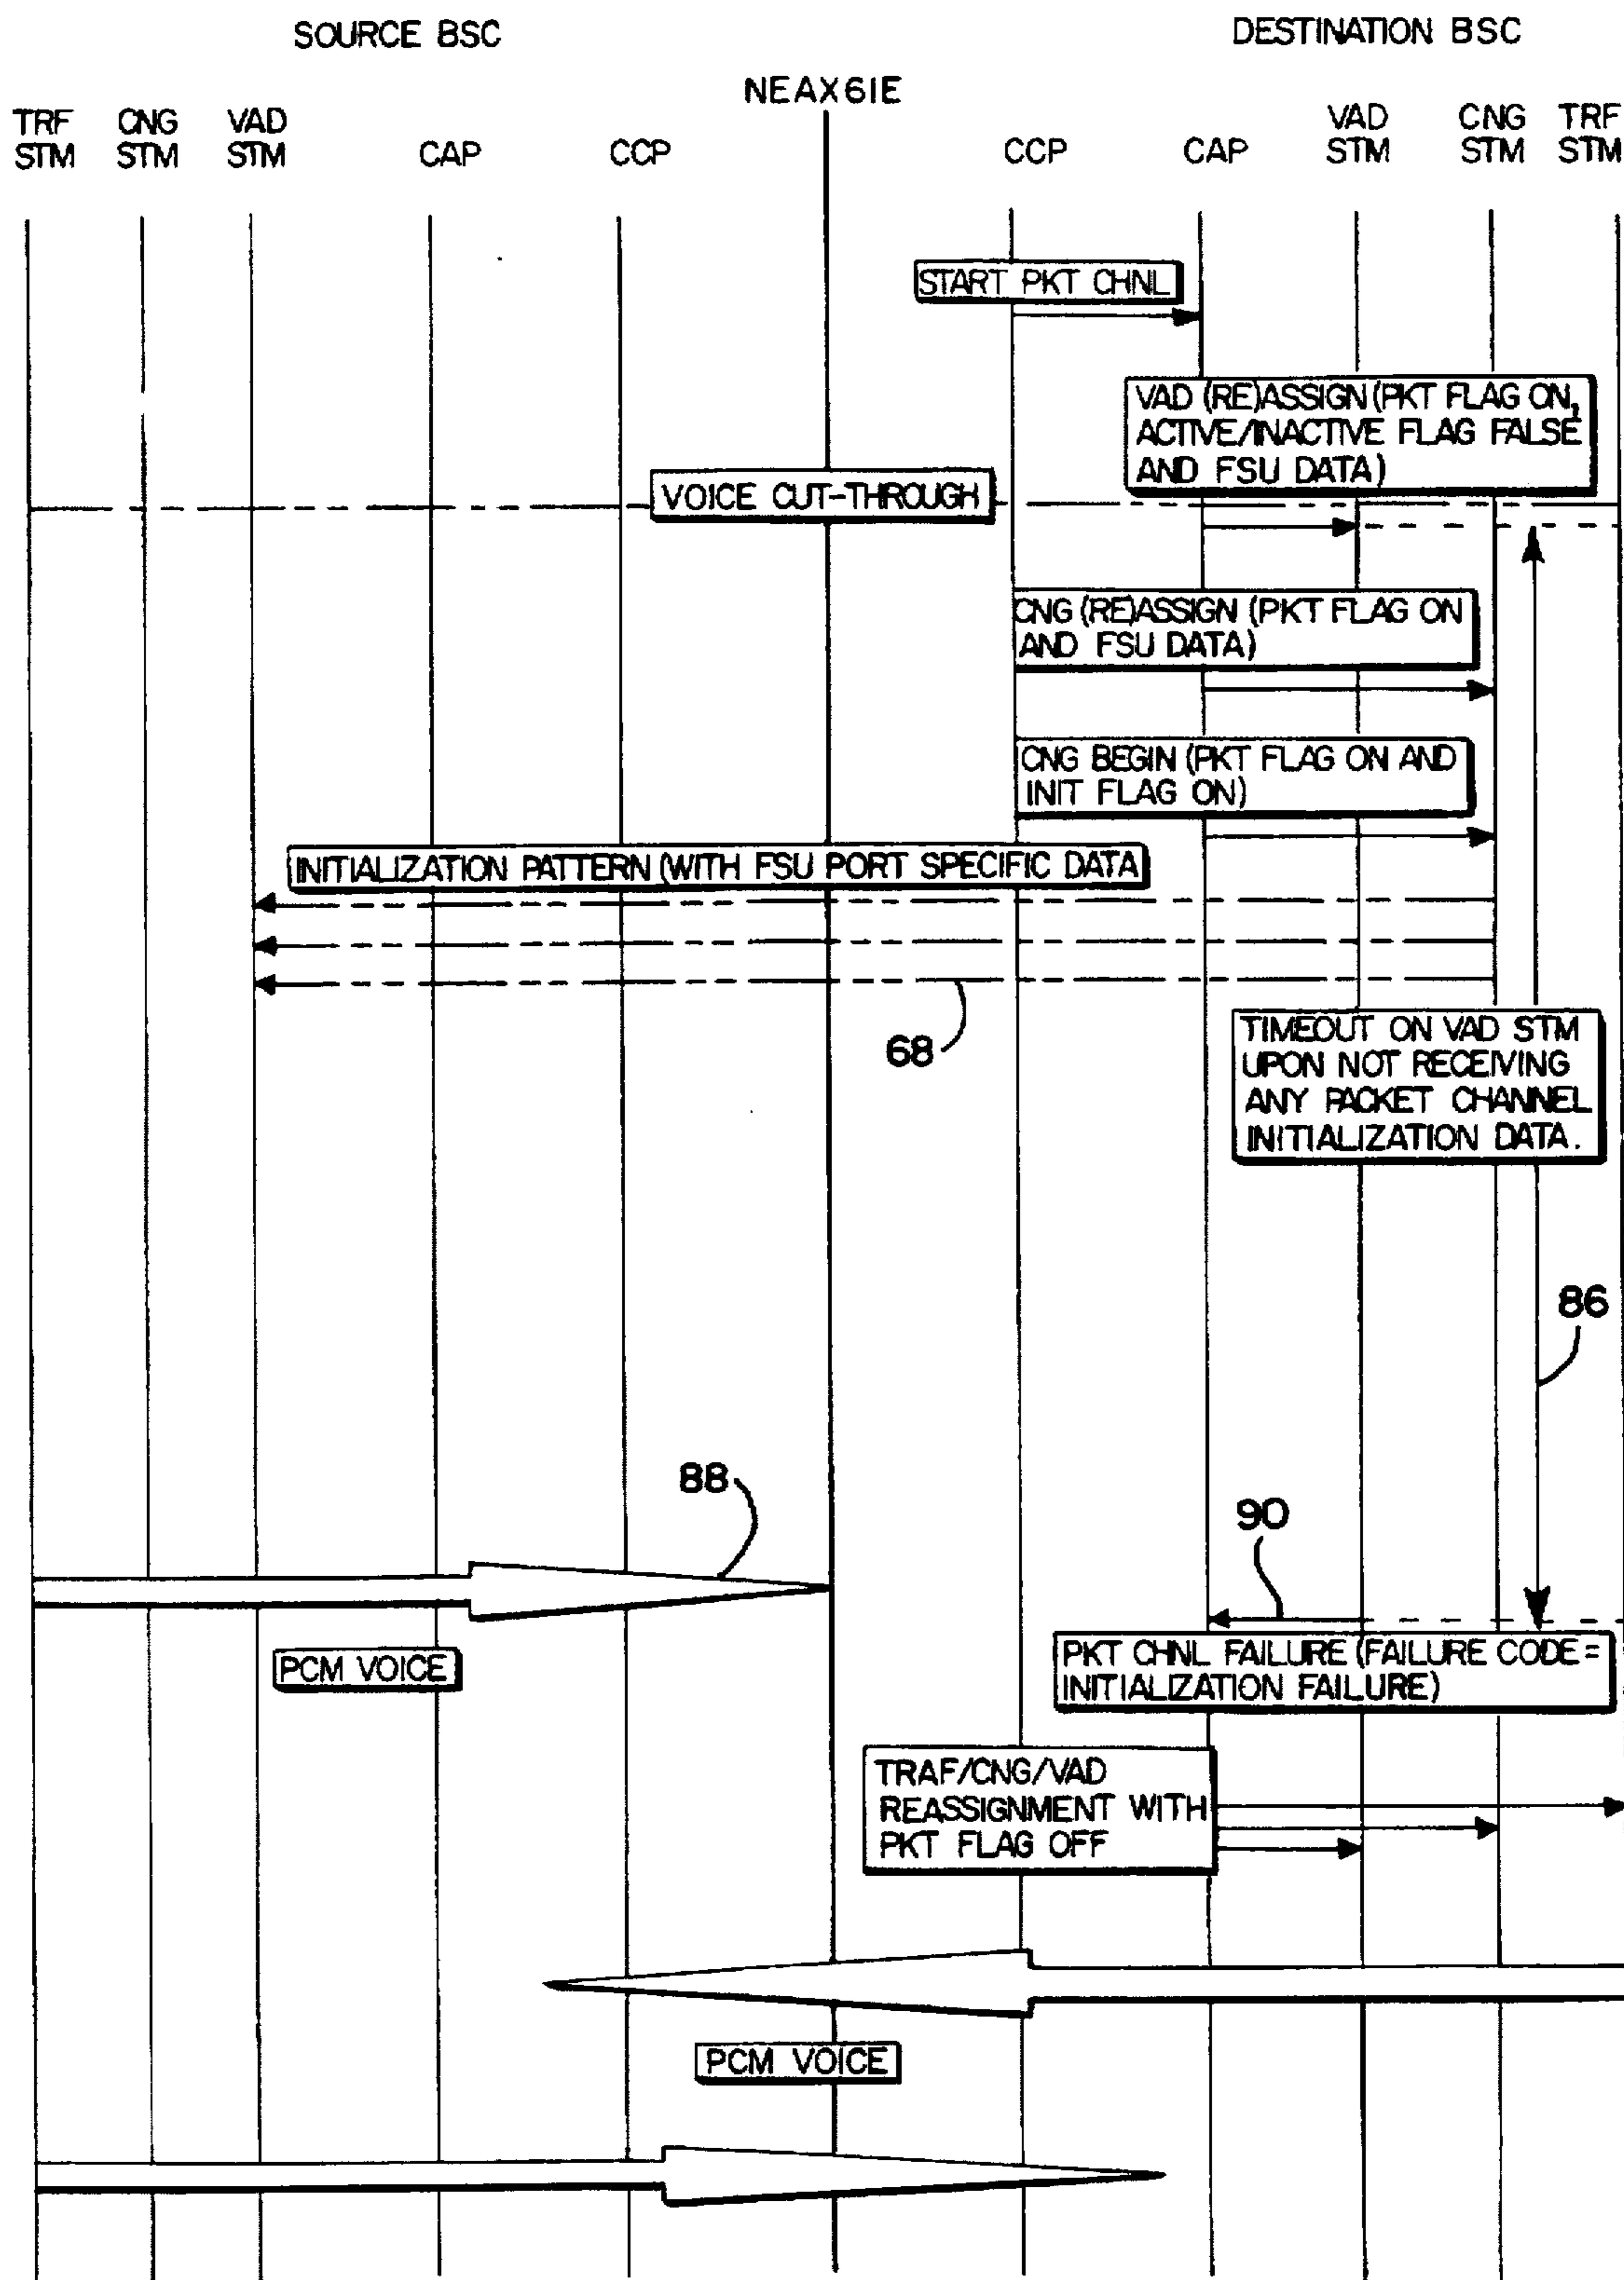 SOURCE BSC
DESTINATION BSC
NEAX61E
TRF
STM
CNG
STM
VAD
STM
CAP
CCP
CCP
CAP
VAD
STM
CNG
STM
TRF
STM
START PKT CHNL
VAD (RE)ASSIGN (PKT FLAG ON,
ACTIVE/INACTIVE FLAG FALSE
AND FSU DATA)
VOICE CUT-THROUGH
CNG (RE)ASSIGN (PKT FLAG ON
AND FSU DATA)
CNG BEGIN (PKT FLAG ON AND
INIT FLAG ON)
INITIALIZATION PATTERN (WITH FSU PORT SPECIFIC DATA
68
TIMEOUT ON VAD STM
UPON NOT RECEIVING
ANY PACKET CHANNEL
INITIALIZATION DATA.
86
88
90
PCM VOICE
PKT CHNL FAILURE (FAILURE CODE =
INITIALIZATION FAILURE)
TRAF/CNG/VAD
REASSIGNMENT WITH
PKT FLAG OFF
PCM VOICE